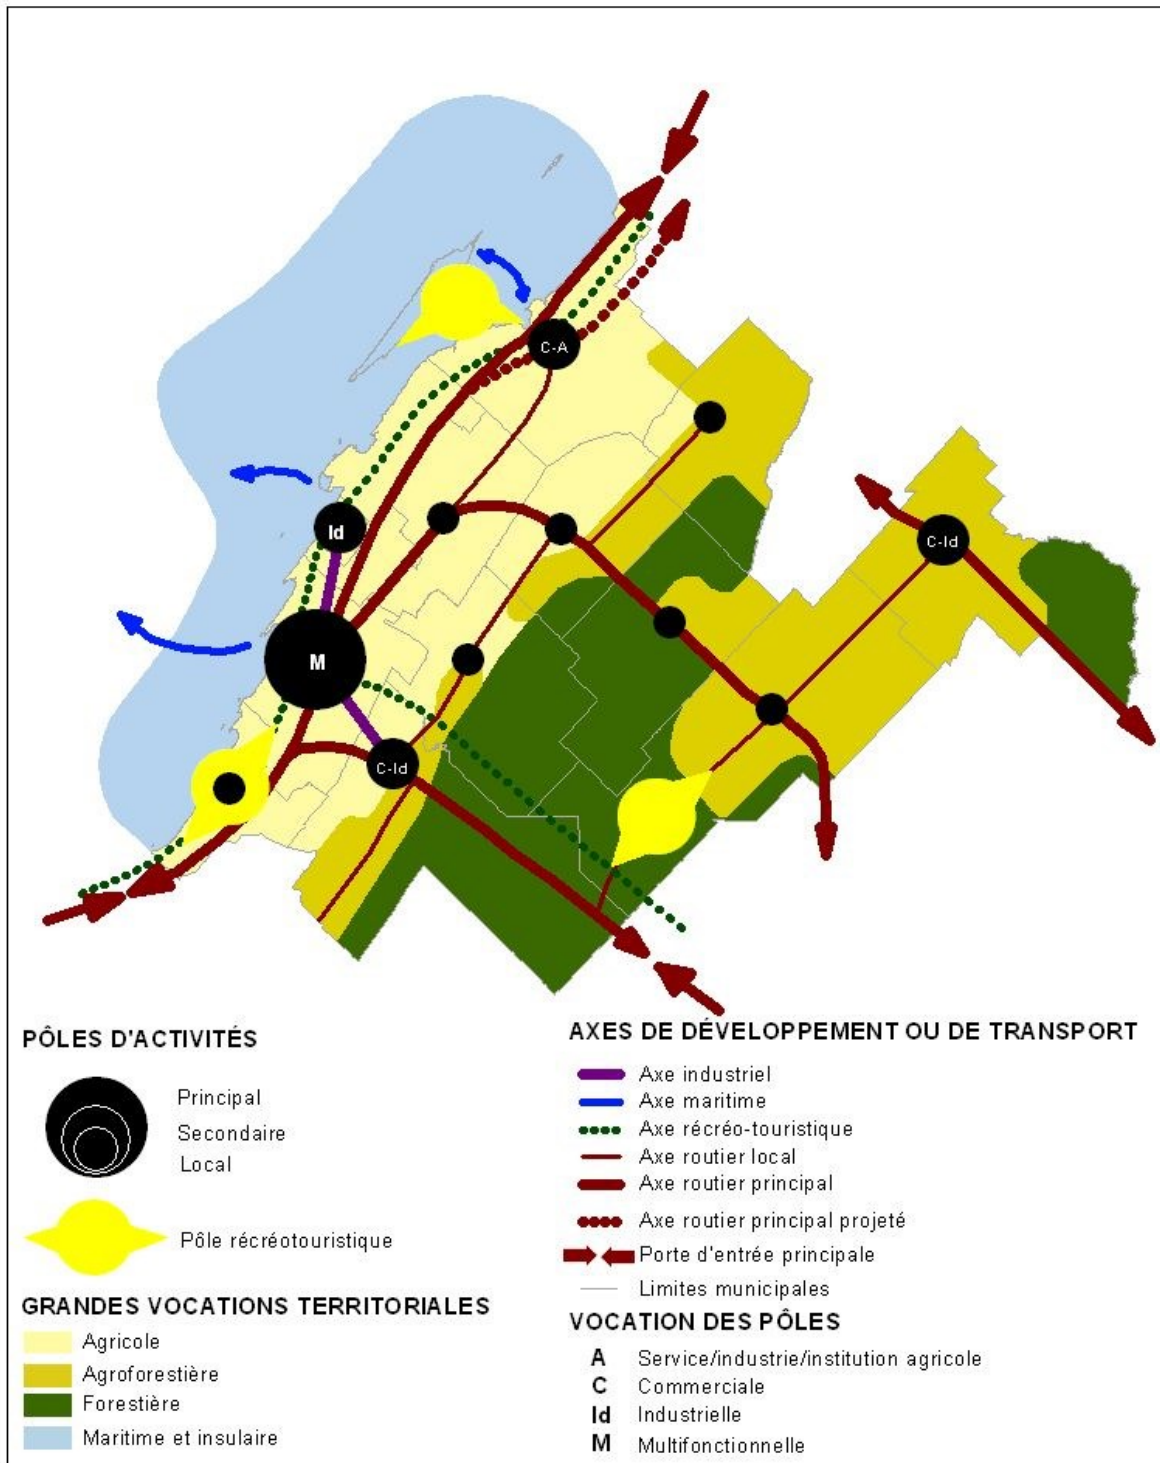 C-A
Id
C-Id
M
C-Id
PÔLES D'ACTIVITÉS
Principal
Secondaire
Local
Pôle récréotouristique
GRANDES VOCATIONS TERRITORIALES
Agricole
Agroforestière
Forestière
Maritime et insulaire
AXES DE DÉVELOPPEMENT OU DE TRANSPORT
Axe industriel
Axe maritime
Axe récréo-touristique
Axe routier local
Axe routier principal
Axe routier principal projeté
Porte d'entrée principale
Limites municipales
VOCATION DES PÔLES
A Service/industrie/institution agricole
C Commerciale
Id Industrielle
M Multifonctionnelle